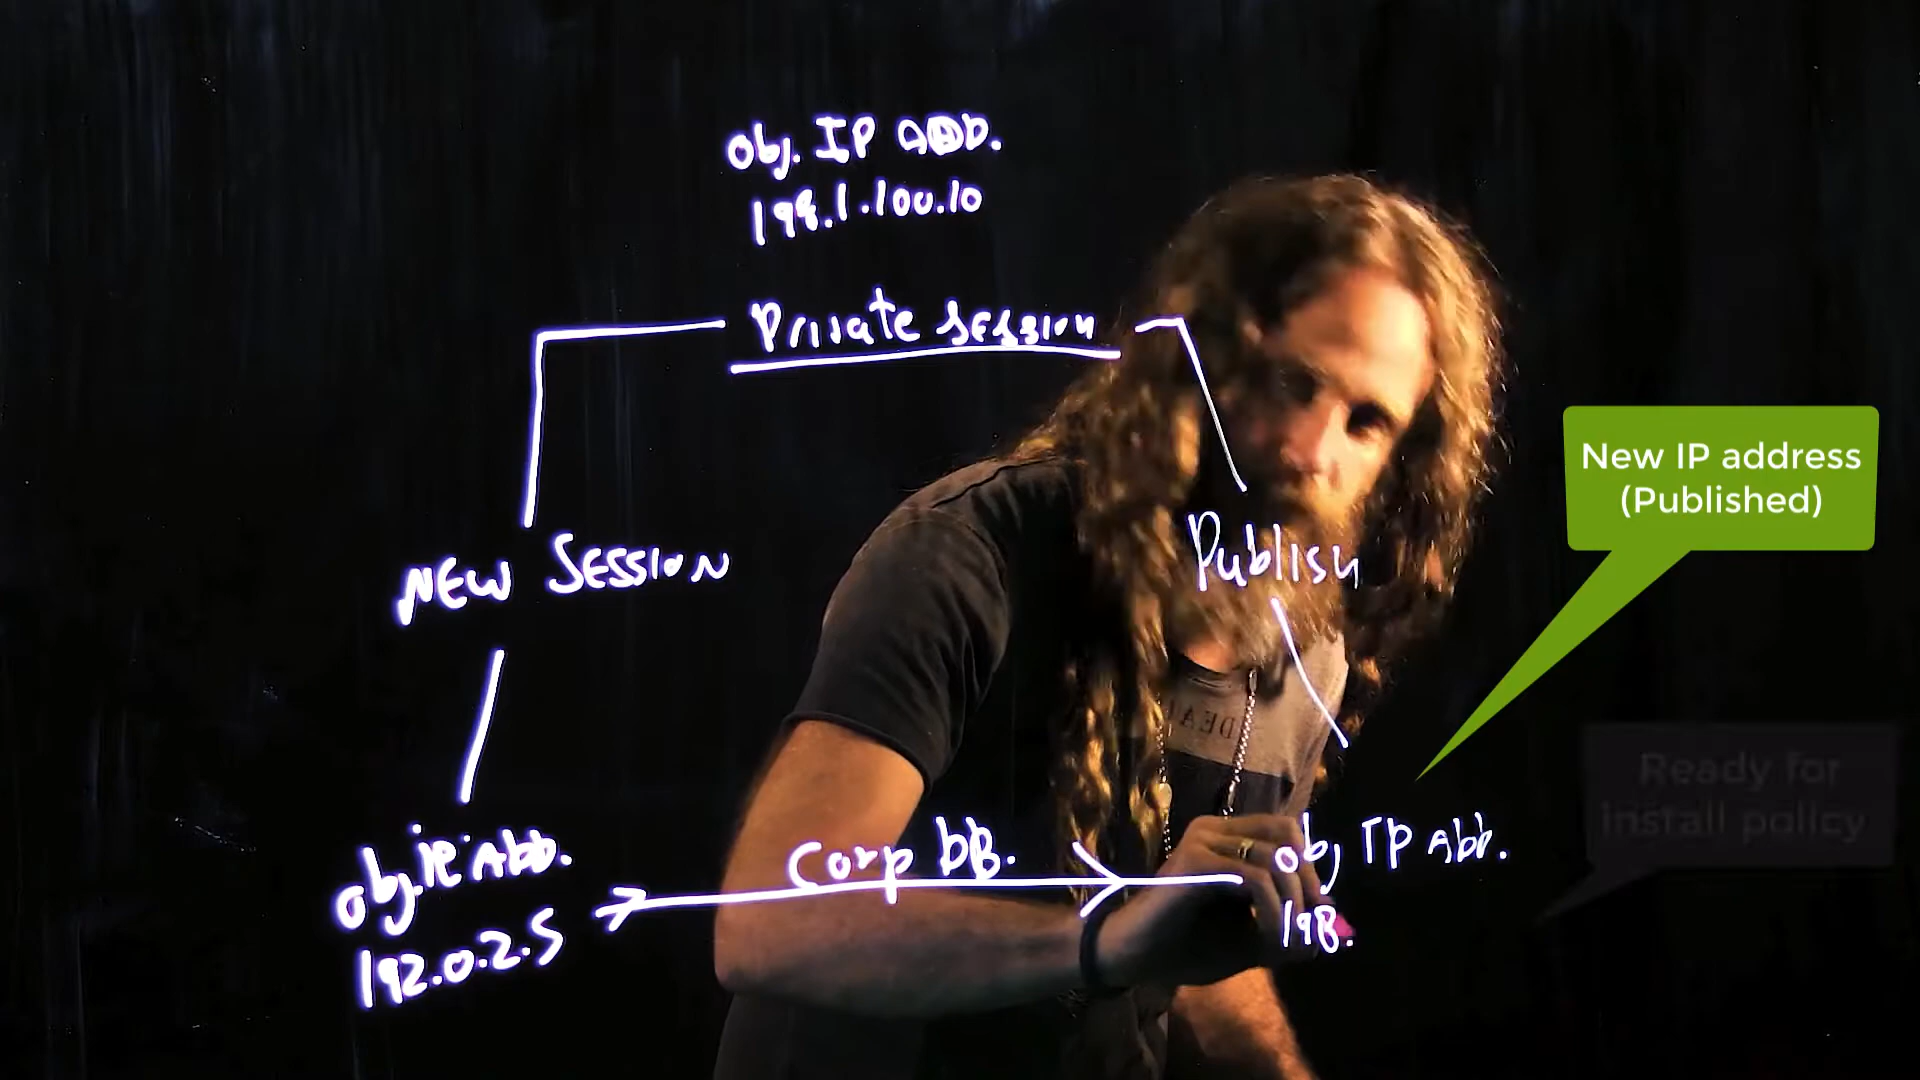 obj. IP ADD.
198.1.100.10
Private SESSION
New IP address
(Published)
NEW SESSION
Publish
Ready for
install policy
obj. IP ADD.
Corp DB.
obj IP ADD.
192.0.2.5
198.